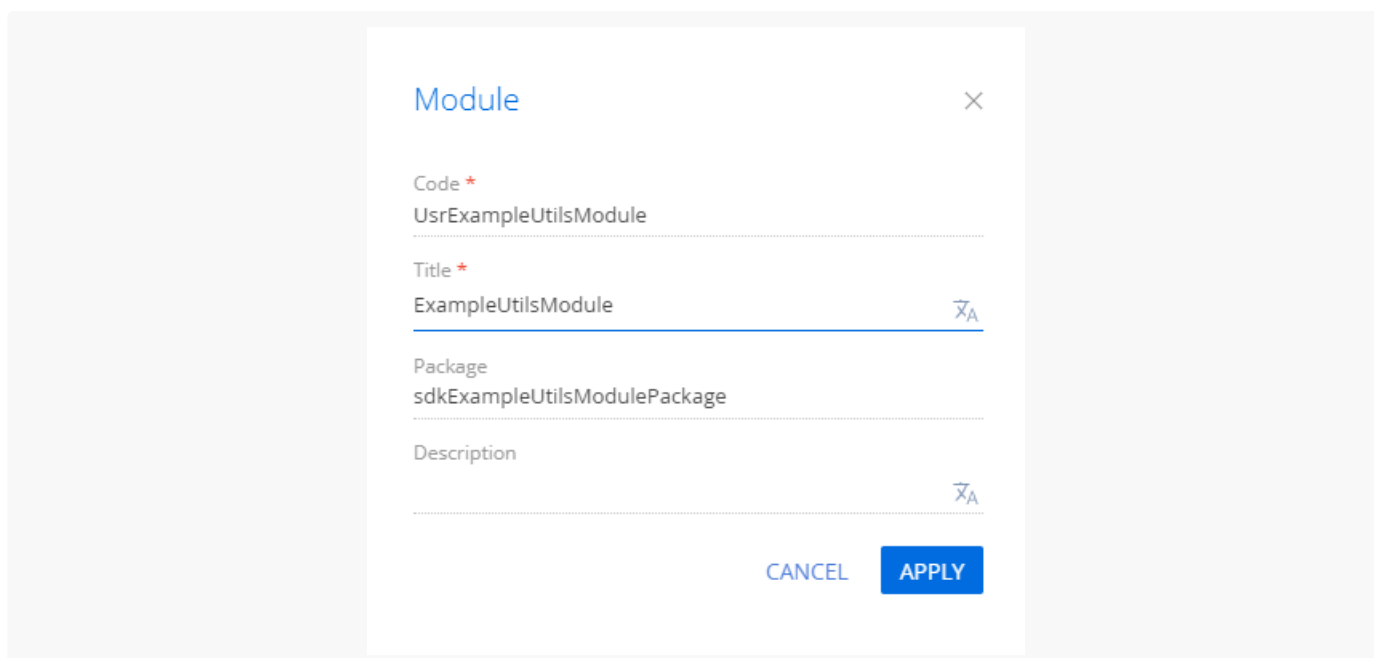 Module
Code *
UsrExampleUtilsModule
Title *
ExampleUtilsModule
Package
sdkExampleUtilsModulePackage
Description
CANCEL APPLY